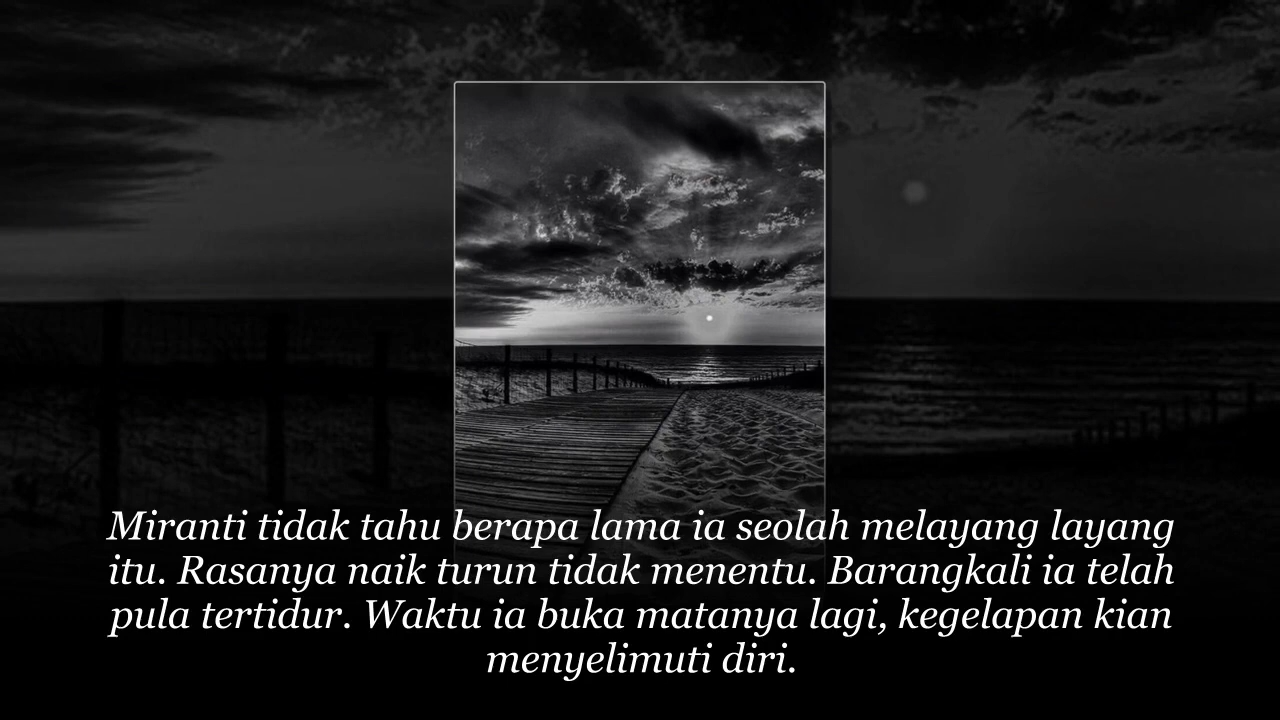 Miranti tidak tahu berapa lama ia seolah melayang layang
itu. Rasanya naik turun tidak menentu. Barangkali ia telah
pula tertidur. Waktu ia buka matanya lagi, kegelapan kian
menyelimuti diri.